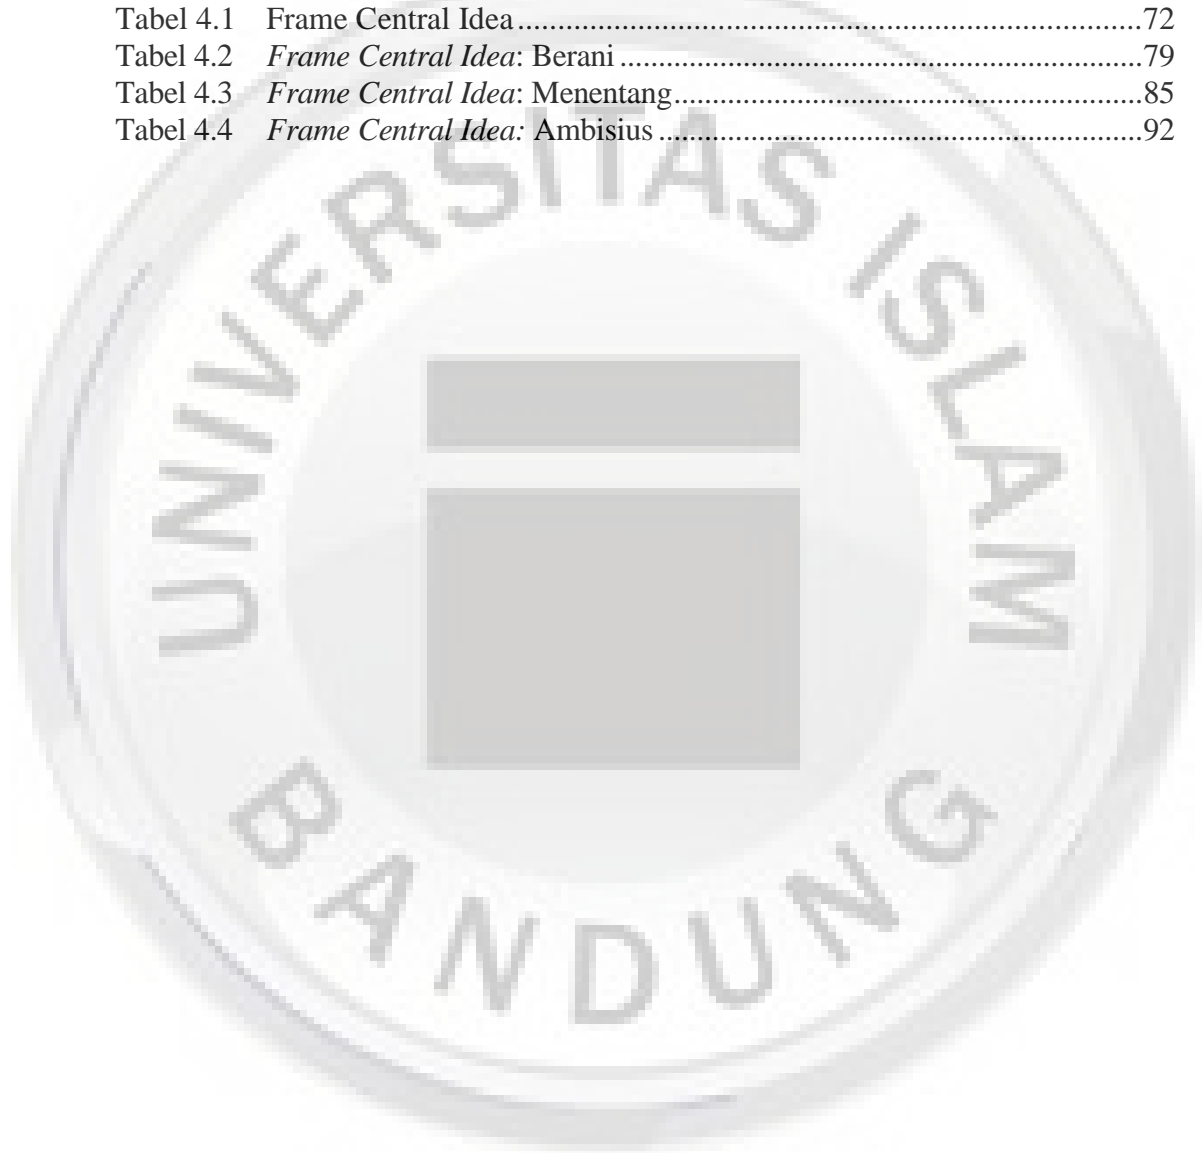 Tabel 4.1 Frame Central Idea........................................................................72
Tabel 4.2 Frame Central Idea: Berani............................................................79
Tabel 4.3 Frame Central Idea: Menentang......................................................85
Tabel 4.4 Frame Central Idea: Ambisius........................................................92
UNIVERSITAS ISLAM
BANDUNG